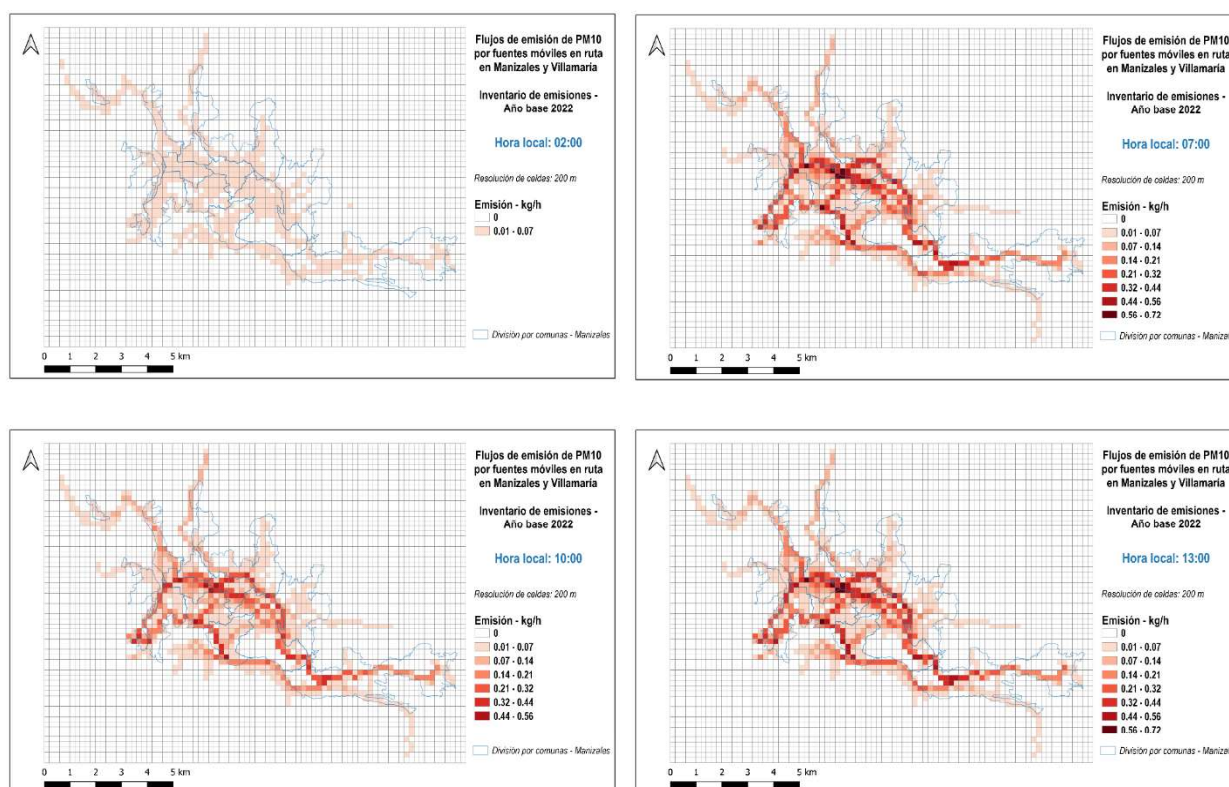 Flujos de emisión de PM10
por fuentes móviles en ruta
en Manizales y Villamaría
Inventario de emisiones -
Año base 2022
Hora local: 02:00
Resolución de celdas: 200 m
Emisión - kg/h
0
0.01 - 0.07
División por comunas - Manizales
0 1 2 3 4 5 km
Flujos de emisión de PM10
por fuentes móviles en ruta
en Manizales y Villamaría
Inventario de emisiones -
Año base 2022
Hora local: 07:00
Resolución de celdas: 200 m
Emisión - kg/h
0
0.01 - 0.07
0.07 - 0.14
0.14 - 0.21
0.21 - 0.32
0.32 - 0.44
0.44 - 0.56
0.56 - 0.72
División por comunas - Manizal
0 1 2 3 4 5 km
Flujos de emisión de PM10
por fuentes móviles en ruta
en Manizales y Villamaría
Inventario de emisiones -
Año base 2022
Hora local: 10:00
Resolución de celdas: 200 m
Emisión - kg/h
0
0.01 - 0.07
0.07 - 0.14
0.14 - 0.21
0.21 - 0.32
0.32 - 0.44
0.44 - 0.56
División por comunas - Manizales
0 1 2 3 4 5 km
Flujos de emisión de PM10
por fuentes móviles en ruta
en Manizales y Villamaría
Inventario de emisiones -
Año base 2022
Hora local: 13:00
Resolución de celdas: 200 m
Emisión - kg/h
0
0.01 - 0.07
0.07 - 0.14
0.14 - 0.21
0.21 - 0.32
0.32 - 0.44
0.44 - 0.56
0.56 - 0.72
División por comunas - Manizal
0 1 2 3 4 5 km